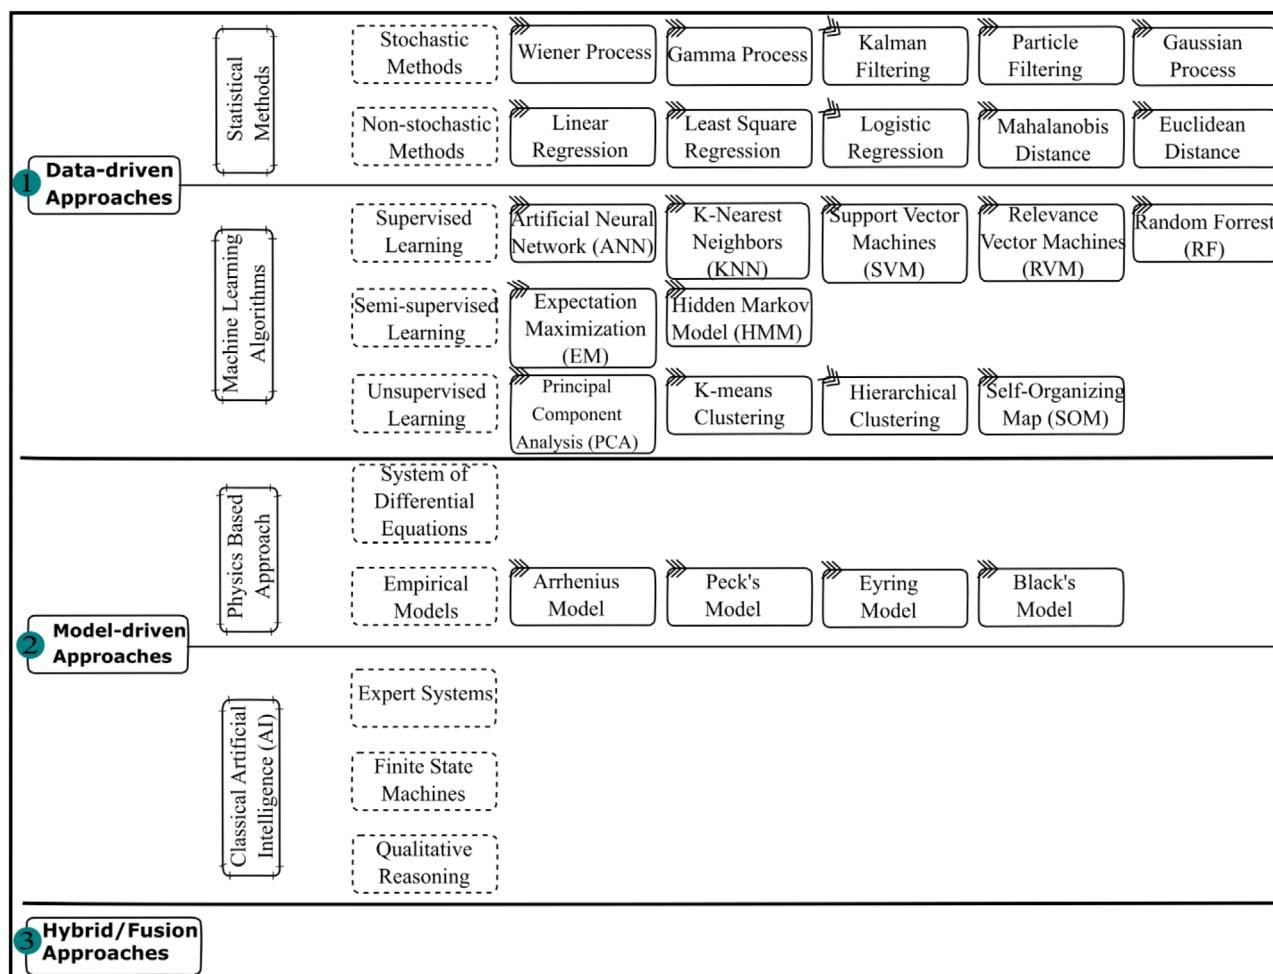 Statistical
Methods
Stochastic
Methods
Wiener Process
Gamma Process
Kalman
Filtering
Particle
Filtering
Gaussian
Process
Non-stochastic
Methods
Linear
Regression
Least Square
Regression
Logistic
Regression
Mahalanobis
Distance
Euclidean
Distance
1
Data-driven
Approaches
Machine Learning
Algorithms
Supervised
Learning
Artificial Neural
Network (ANN)
K-Nearest
Neighbors
(KNN)
Support Vector
Machines
(SVM)
Relevance
Vector Machines
(RVM)
Random Forrest
(RF)
Semi-supervised
Learning
Expectation
Maximization
(EM)
Hidden Markov
Model (HMM)
Unsupervised
Learning
Principal
Component
Analysis (PCA)
K-means
Clustering
Hierarchical
Clustering
Self-Organizing
Map (SOM)
Physics Based
Approach
System of
Differential
Equations
Empirical
Models
Arrhenius
Model
Peck's
Model
Eyring
Model
Black's
Model
2
Model-driven
Approaches
Classical Artificial
Intelligence (AI)
Expert Systems
Finite State
Machines
Qualitative
Reasoning
3
Hybrid/Fusion
Approaches